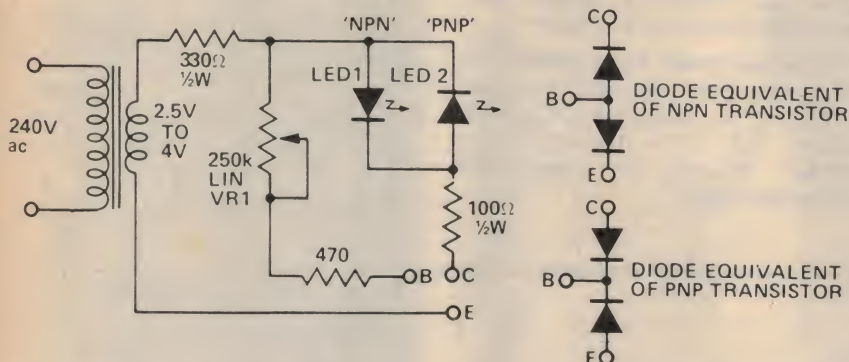 'NPN' 'PNP'
330Ω
½W
LED1 LED 2
240V
ac
2.5V
TO
4V
250k
LIN
VR1
470
100Ω
½W
B C
E
C
B
E
DIODE EQUIVALENT
OF NPN TRANSISTOR
C
B
E
DIODE EQUIVALENT
OF PNP TRANSISTOR